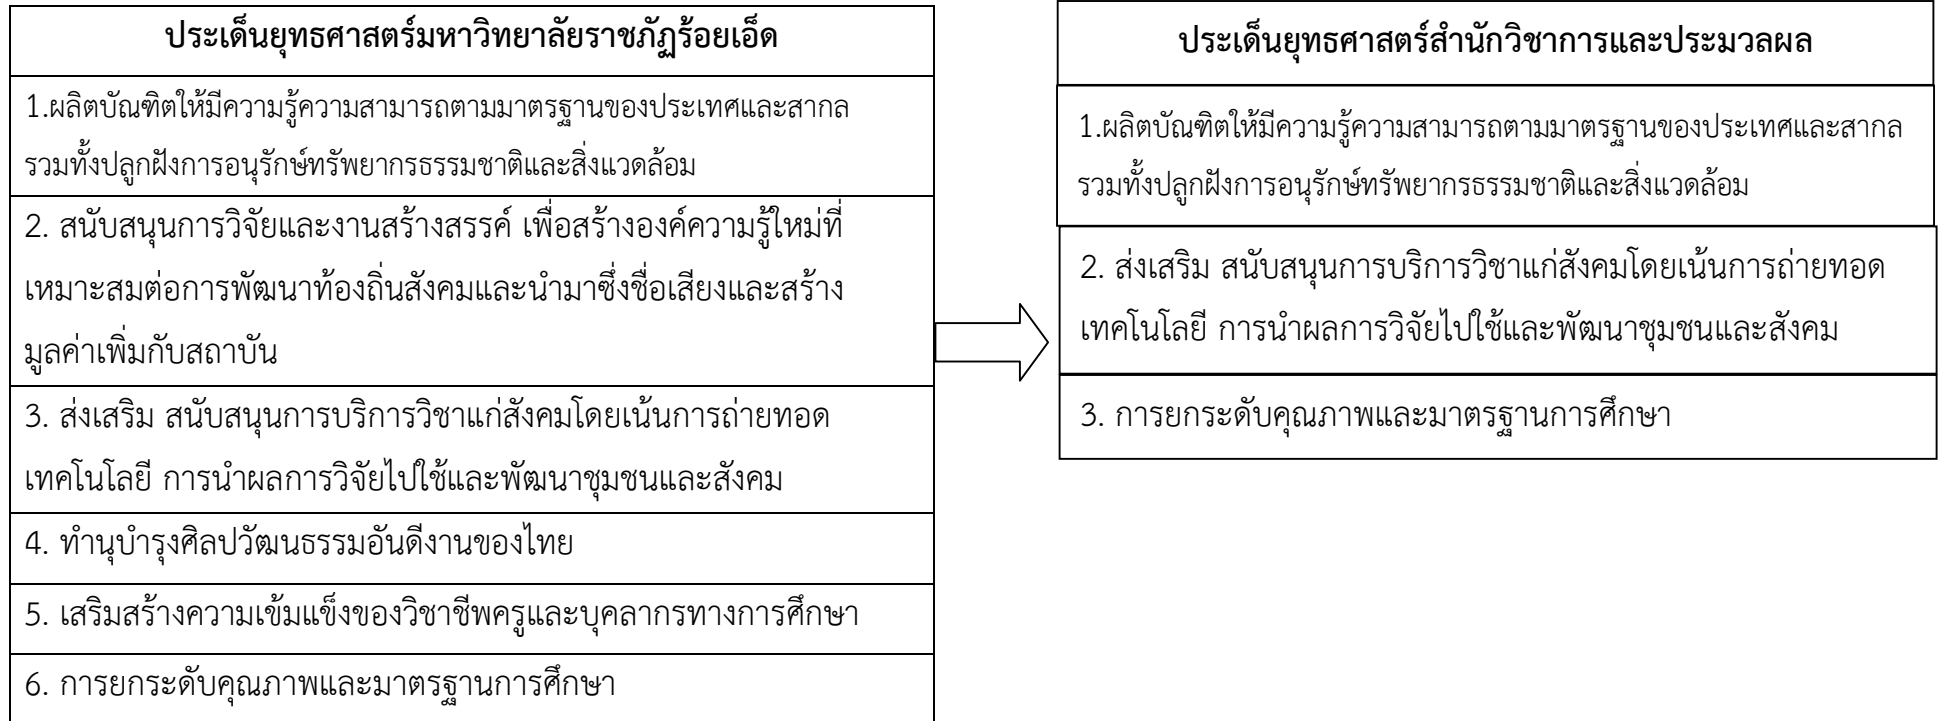 ประเด็นยุทธศาสตร์มหาวิทยาลัยราชภัฏร้อยเอ็ด
1.ผลิตบัณฑิตให้มีความรู้ความสามารถตามมาตรฐานของประเทศและสากล
รวมทั้งปลูกฝังการอนุรักษ์ทรัพยากรธรรมชาติและสิ่งแวดล้อม
2. สนับสนุนการวิจัยและงานสร้างสรรค์ เพื่อสร้างองค์ความรู้ใหม่ที่
เหมาะสมต่อการพัฒนาท้องถิ่นสังคมและนำมาซึ่งชื่อเสียงและสร้าง
มูลค่าเพิ่มกับสถาบัน
3. ส่งเสริม สนับสนุนการบริการวิชาแก่สังคมโดยเน้นการถ่ายทอด
เทคโนโลยี การนำผลการวิจัยไปใช้และพัฒนาชุมชนและสังคม
4. ทำนุบำรุงศิลปวัฒนธรรมอันดีงานของไทย
5. เสริมสร้างความเข้มแข็งของวิชาชีพครูและบุคลากรทางการศึกษา
6. การยกระดับคุณภาพและมาตรฐานการศึกษา
ประเด็นยุทธศาสตร์สำนักวิชาการและประมวลผล
1.ผลิตบัณฑิตให้มีความรู้ความสามารถตามมาตรฐานของประเทศและสากล
รวมทั้งปลูกฝังการอนุรักษ์ทรัพยากรธรรมชาติและสิ่งแวดล้อม
2. ส่งเสริม สนับสนุนการบริการวิชาแก่สังคมโดยเน้นการถ่ายทอด
เทคโนโลยี การนำผลการวิจัยไปใช้และพัฒนาชุมชนและสังคม
3. การยกระดับคุณภาพและมาตรฐานการศึกษา